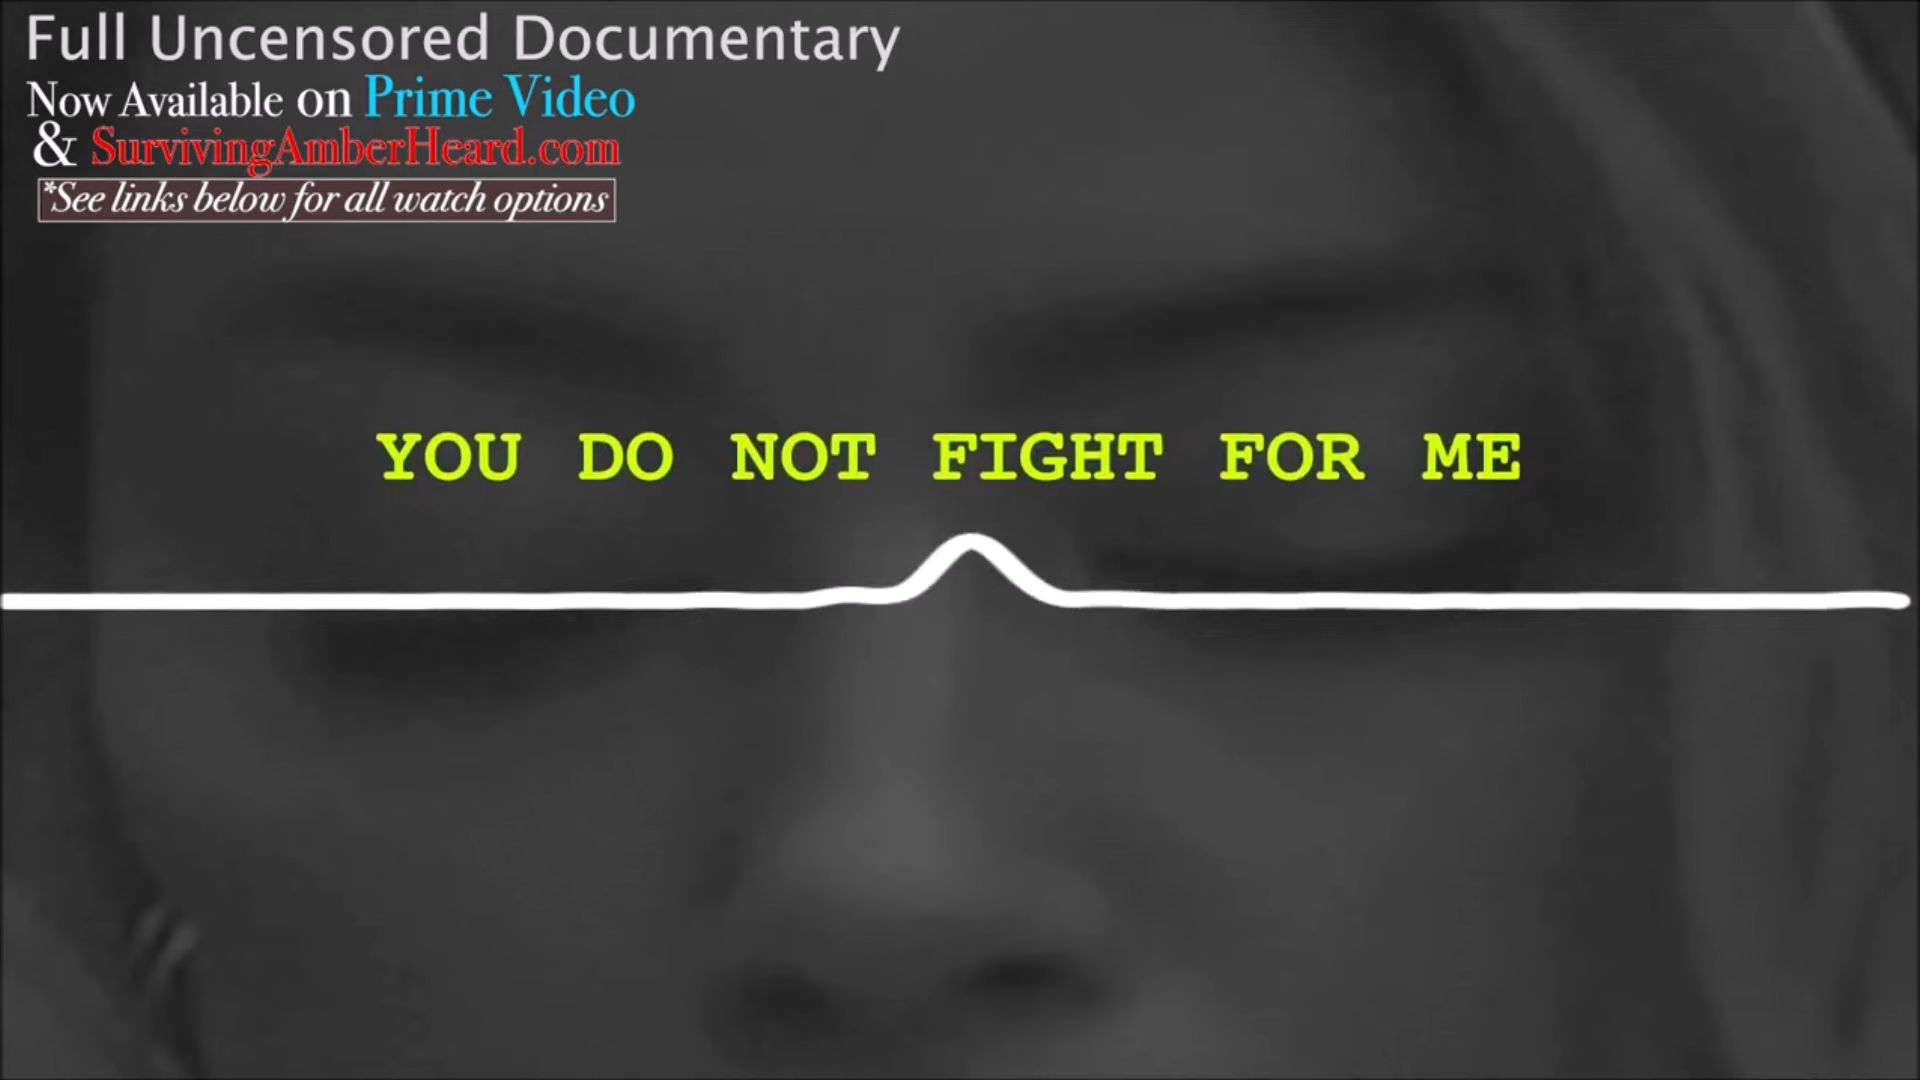 Full Uncensored Documentary
Now Available on Prime Video
& SurvivingAmberHeard.com
*See links below for all watch options
YOU DO NOT FIGHT FOR ME